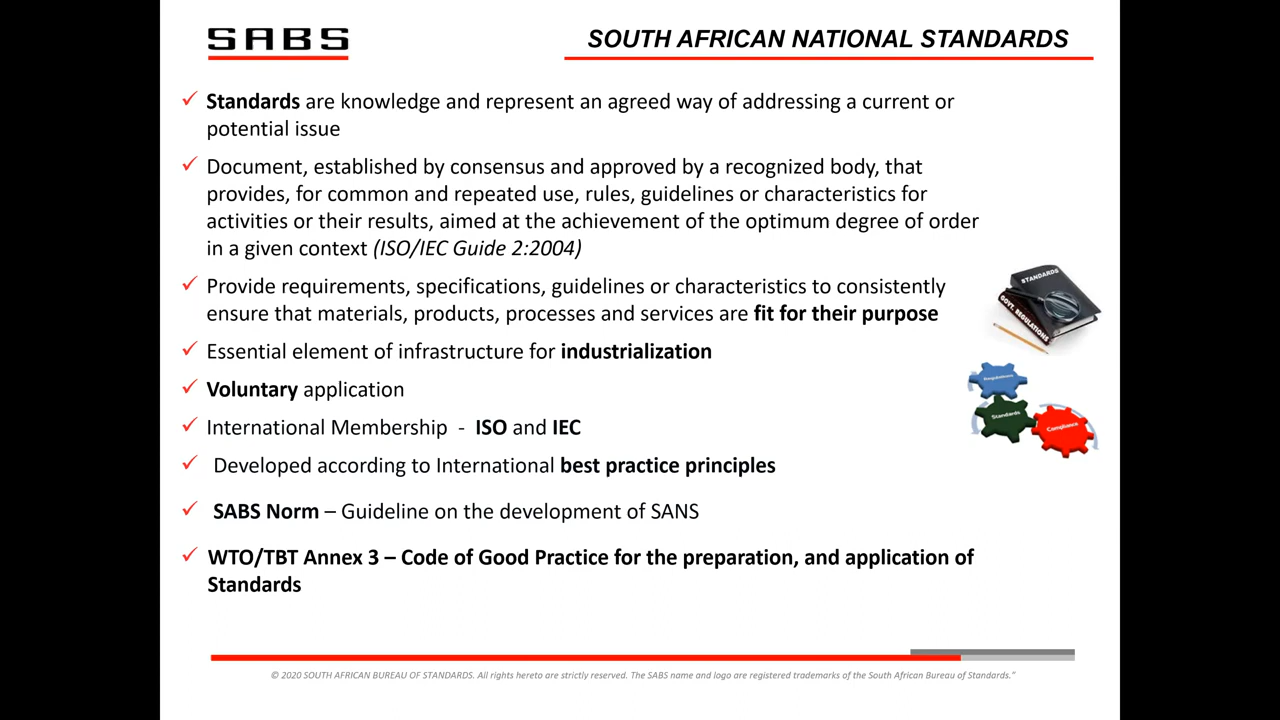 SABS
SOUTH AFRICAN NATIONAL STANDARDS
✓ Standards are knowledge and represent an agreed way of addressing a current or
potential issue
✓ Document, established by consensus and approved by a recognized body, that
provides, for common and repeated use, rules, guidelines or characteristics for
activities or their results, aimed at the achievement of the optimum degree of order
in a given context (ISO/IEC Guide 2:2004)
✓ Provide requirements, specifications, guidelines or characteristics to consistently
ensure that materials, products, processes and services are fit for their purpose
✓ Essential element of infrastructure for industrialization
✓ Voluntary application
✓ International Membership - ISO and IEC
✓ Developed according to International best practice principles
✓ SABS Norm – Guideline on the development of SANS
✓ WTO/TBT Annex 3 – Code of Good Practice for the preparation, and application of
Standards
STANDARDS
GOVT. REGULATIONS
Regulations
Standards
Compliance
© 2020 SOUTH AFRICAN BUREAU OF STANDARDS. All rights hereto are strictly reserved. The SABS name and logo are registered trademarks of the South African Bureau of Standards."